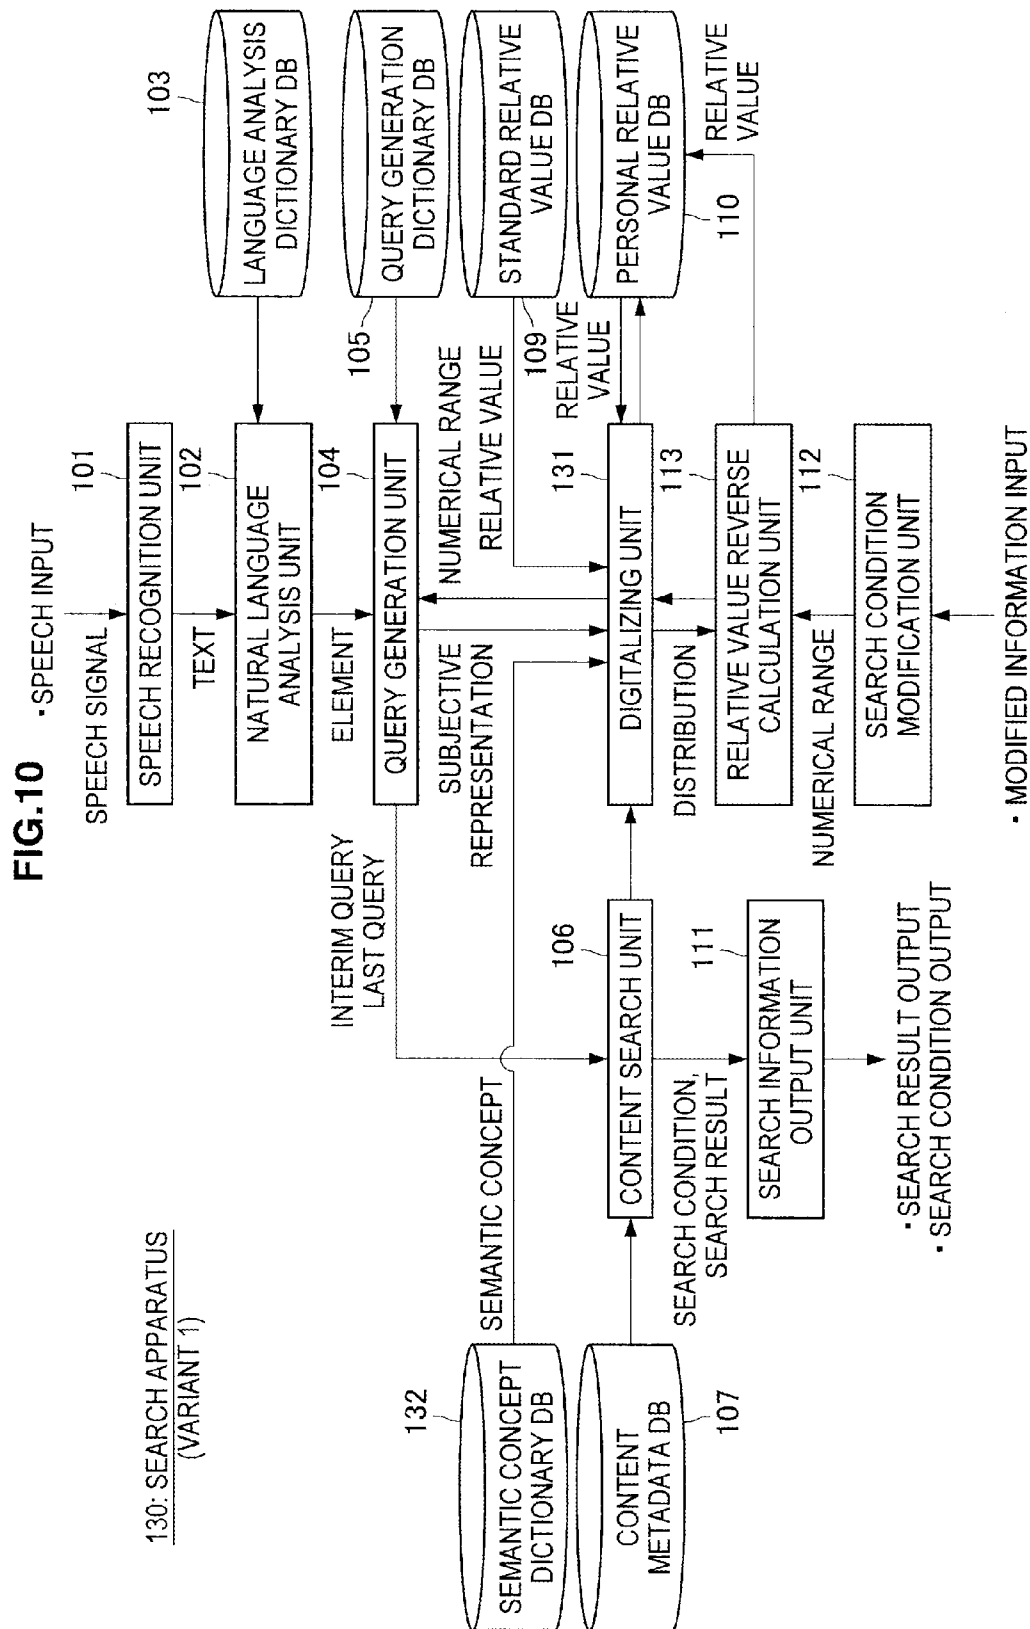 FIG.10
130: SEARCH APPARATUS
(VARIANT 1)
・SPEECH INPUT
SPEECH SIGNAL
101
SPEECH RECOGNITION UNIT
TEXT
102
NATURAL LANGUAGE
ANALYSIS UNIT
103
LANGUAGE ANALYSIS
DICTIONARY DB
ELEMENT
104
QUERY GENERATION UNIT
105
QUERY GENERATION
DICTIONARY DB
INTERIM QUERY
LAST QUERY
SUBJECTIVE
REPRESENTATION
NUMERICAL RANGE
RELATIVE VALUE
109
STANDARD RELATIVE
VALUE DB
132
SEMANTIC CONCEPT
DICTIONARY DB
SEMANTIC CONCEPT
RELATIVE
VALUE
107
CONTENT
METADATA DB
106
CONTENT SEARCH UNIT
131
DIGITALIZING UNIT
110
PERSONAL RELATIVE
VALUE DB
RELATIVE
VALUE
SEARCH CONDITION,
SEARCH RESULT
DISTRIBUTION
111
SEARCH INFORMATION
OUTPUT UNIT
113
RELATIVE VALUE REVERSE
CALCULATION UNIT
NUMERICAL RANGE
112
SEARCH CONDITION
MODIFICATION UNIT
・SEARCH RESULT OUTPUT
・SEARCH CONDITION OUTPUT
・MODIFIED INFORMATION INPUT